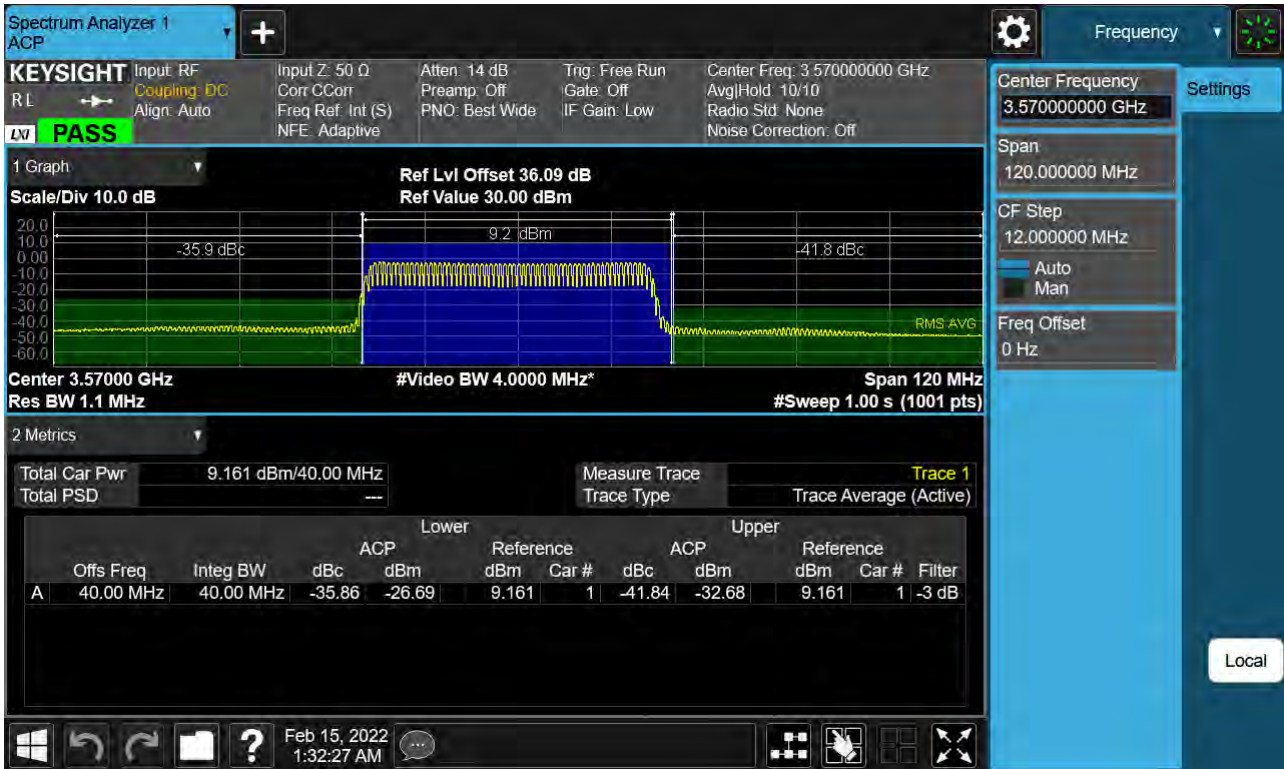 Spectrum Analyzer 1
ACP
Frequency
KEYSIGHT
R L
LXI
PASS
Input: RF
Coupling: DC
Align: Auto
Input Z: 50 Ω
Corr CCorr
Freq Ref: Int (S)
NFE: Adaptive
Atten: 14 dB
Preamp: Off
PNO: Best Wide
Trig: Free Run
Gate: Off
IF Gain: Low
Center Freq: 3.570000000 GHz
Avg|Hold: 10/10
Radio Std: None
Noise Correction: Off
Center Frequency
3.570000000 GHz
Settings
Span
120.000000 MHz
CF Step
12.000000 MHz
Auto
Man
Freq Offset
0 Hz
Local
1 Graph
Scale/Div 10.0 dB
Ref Lvl Offset 36.09 dB
Ref Value 30.00 dBm
20.0
10.0
0.00
-10.0
-20.0
-30.0
-40.0
-50.0
-60.0
-35.9 dBc
9.2 dBm
-41.8 dBc
RMS AVG
Center 3.57000 GHz #Video BW 4.0000 MHz* Span 120 MHz
Res BW 1.1 MHz #Sweep 1.00 s (1001 pts)
2 Metrics
Total Car Pwr 9.161 dBm/40.00 MHz Measure Trace Trace 1
Total PSD --- Trace Type Trace Average (Active)
Lower Upper
ACP Reference ACP Reference
Offs Freq Integ BW dBc dBm dBm Car # dBc dBm dBm Car # Filter
A 40.00 MHz 40.00 MHz -35.86 -26.69 9.161 1 -41.84 -32.68 9.161 1 -3 dB
Feb 15, 2022
1:32:27 AM